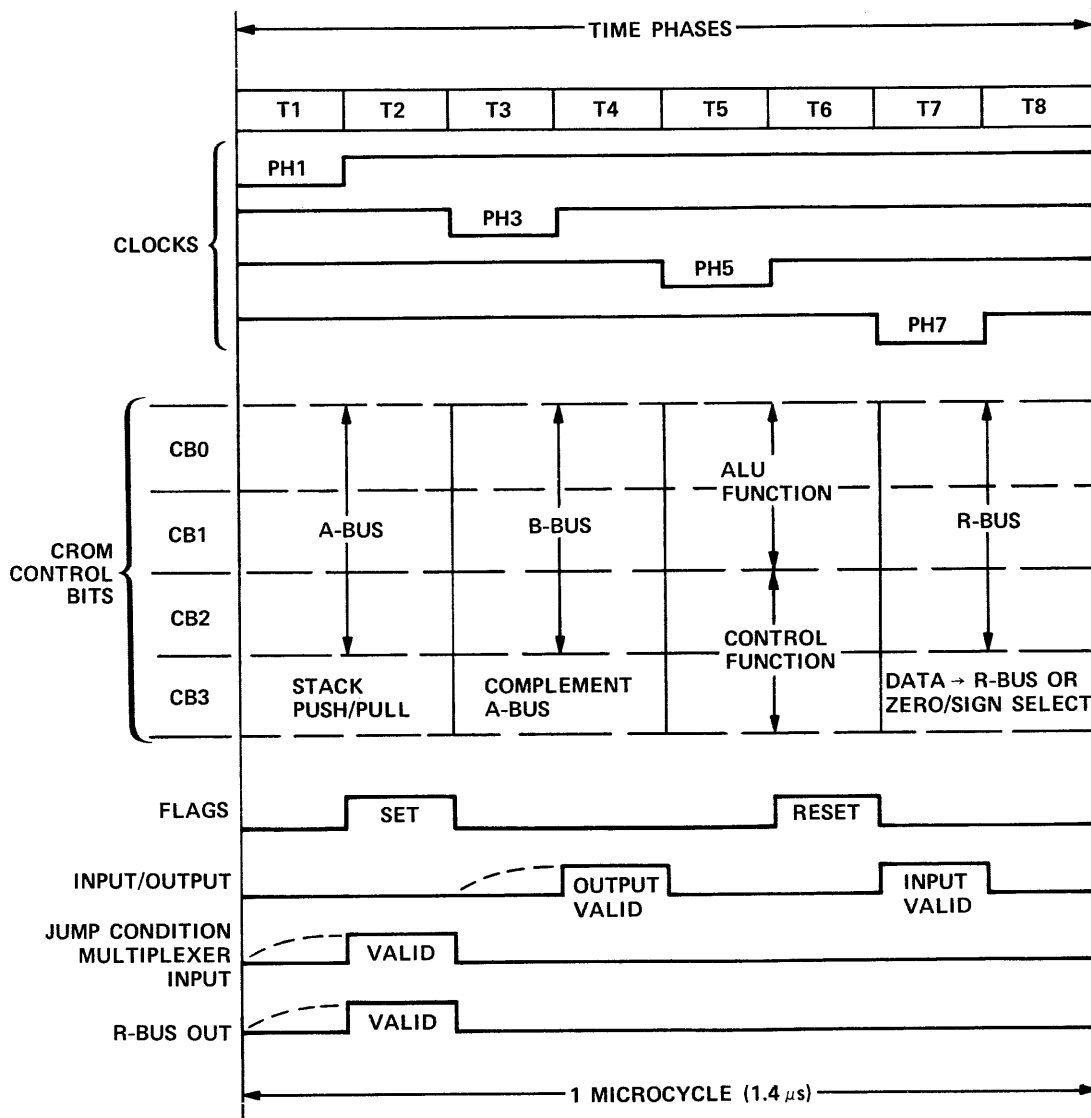 TIME PHASES
T1 T2 T3 T4 T5 T6 T7 T8
PH1
PH3
CLOCKS
PH5
PH7
CB0
ALU
FUNCTION
CROM
CONTROL
BITS
CB1
A-BUS
B-BUS
R-BUS
CB2
CONTROL
FUNCTION
CB3
STACK
PUSH/PULL
COMPLEMENT
A-BUS
DATA → R-BUS OR
ZERO/SIGN SELECT
FLAGS
SET
RESET
INPUT/OUTPUT
OUTPUT
VALID
INPUT
VALID
JUMP CONDITION
MULTIPLEXER
INPUT
VALID
R-BUS OUT
VALID
1 MICROCYCLE (1.4 μs)